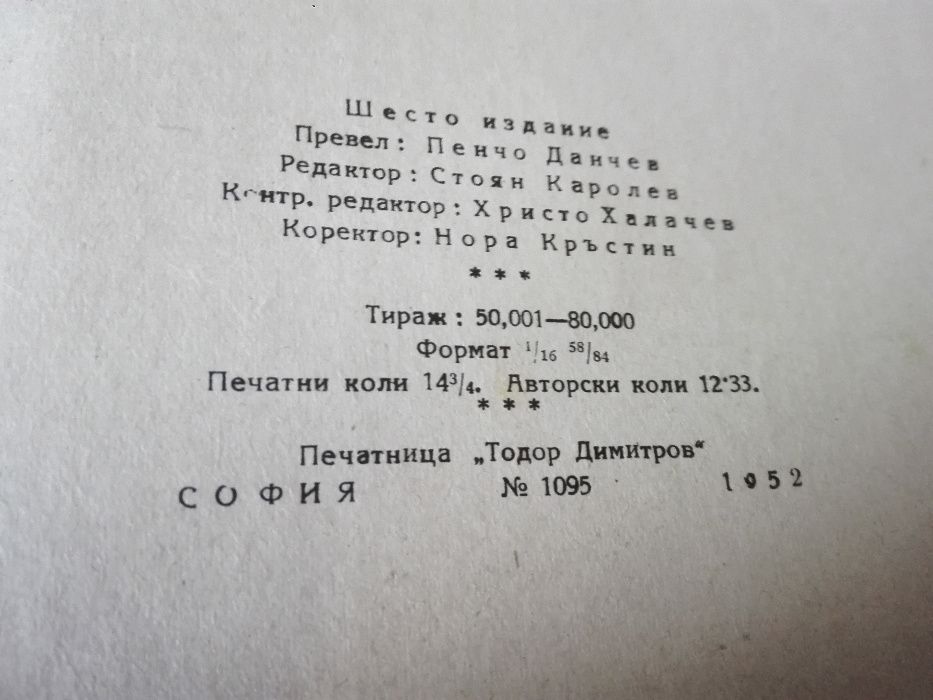 Шесто издание
Превел: Пенчо Данчев
Редактор: Стоян Каролев
Контр. редактор: Христо Халачев
Коректор: Нора Кръстин
* * *
Тираж: 50,001—80,000
Формат 1/16 58/84
Печатни коли 14 3/4. Авторски коли 12·33.
* * *
Печатница „Тодор Димитров“
СОФИЯ № 1095 1952